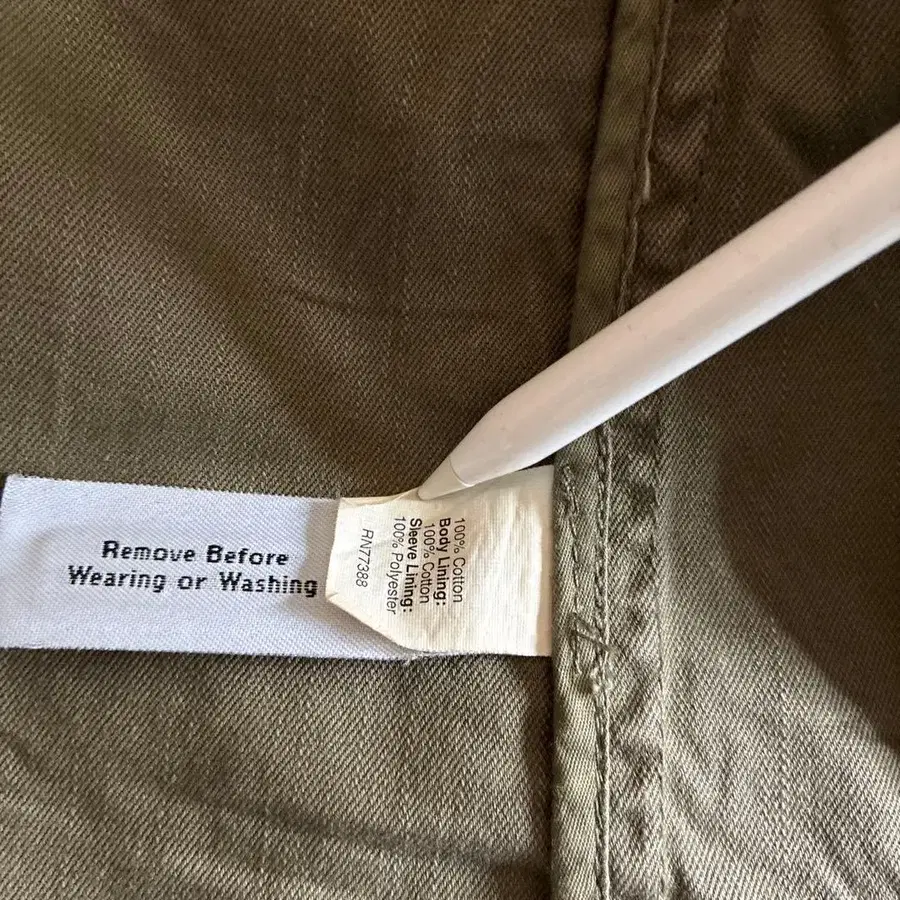 Remove Before
Wearing or Washing
100% Cotton
Body Lining:
100% Cotton
Sleeve Lining:
100% Polyester
RN77388